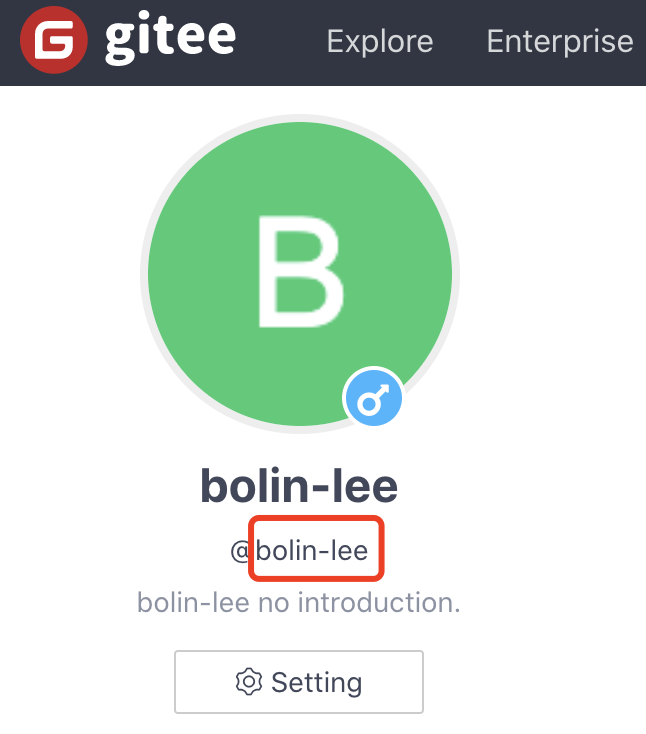 gitee Explore Enterprise
B
bolin-lee
@bolin-lee
bolin-lee no introduction.
Setting